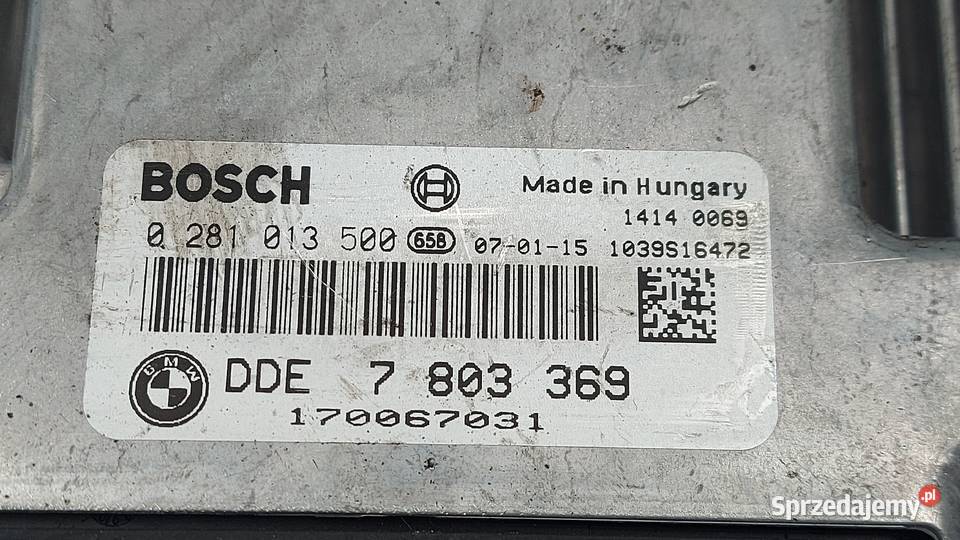 BOSCH
Made in Hungary
1414 0069
0 281 013 500 658 07-01-15 1039S16472
BMW
DDE 7 803 369
170067031
Sprzedajemy.pl